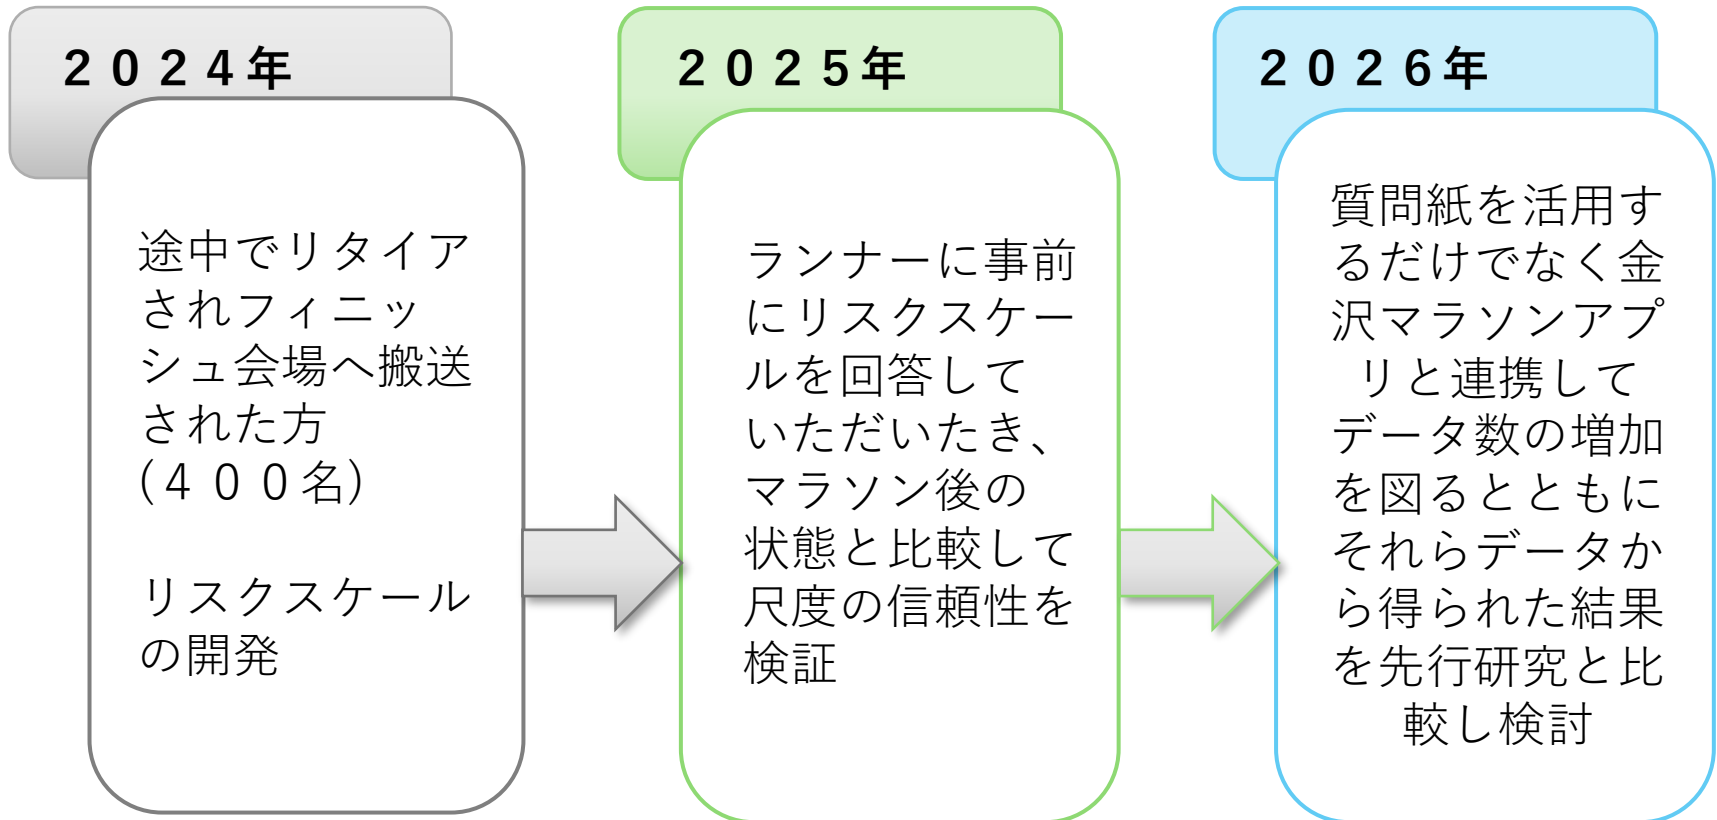 ２０２４年
途中でリタイア
されフィニッ
シュ会場へ搬送
された方
(４００名)
リスクスケール
の開発
２０２５年
ランナーに事前
にリスクスケー
ルを回答して
いただいたき、
マラソン後の
状態と比較して
尺度の信頼性を
検証
２０２６年
質問紙を活用す
るだけでなく金
沢マラソンアプ
リと連携して
データ数の増加
を図るとともに
それらデータか
ら得られた結果
を先行研究と比
較し検討